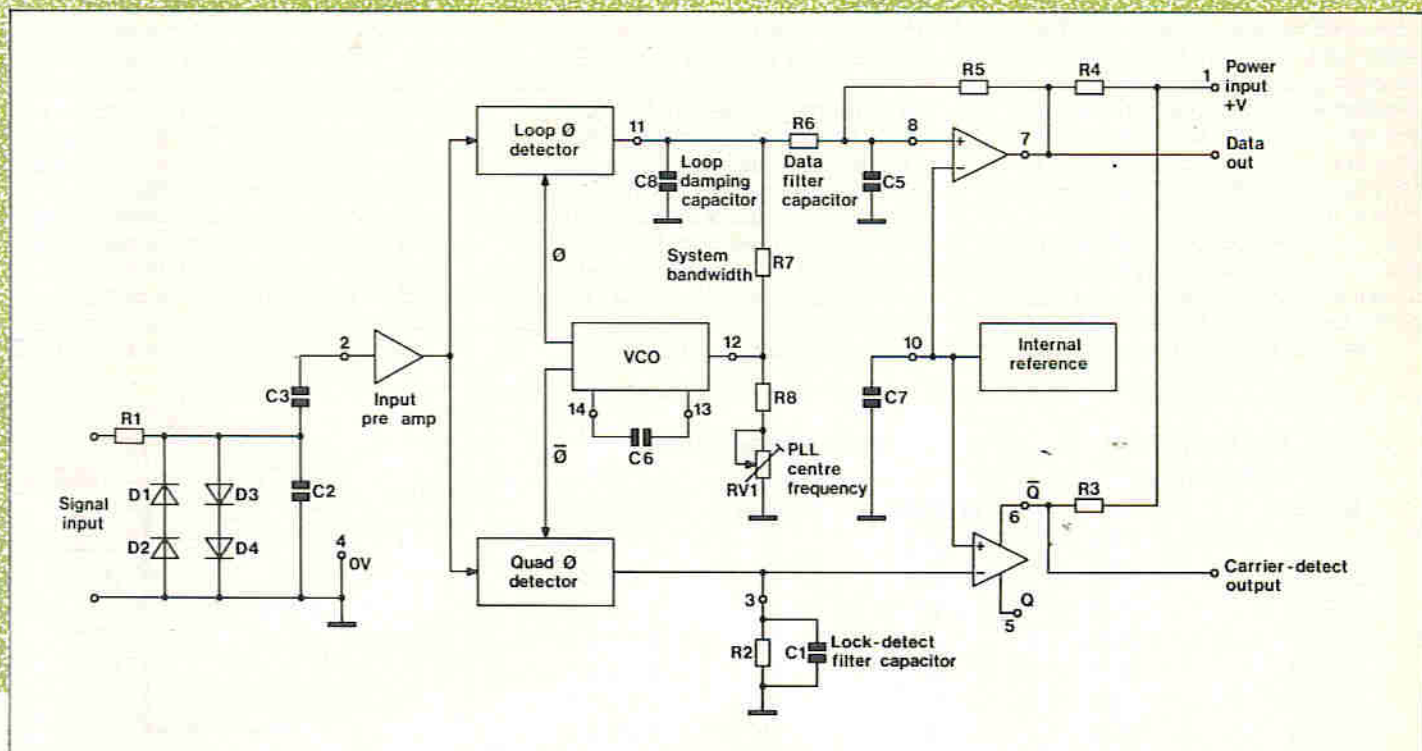 R5
R4
1
Power
input
+V
Loop Ø
detector
11
R6
8
7
Data
out
C8
Loop
damping
capacitor
Data
filter
capacitor
C5
+
−
Ø
System
bandwidth
R7
2
VCO
12
10
Internal
reference
C3
Input
pre amp
14
13
R8
C7
R1
C6
Ø̅
PLL
centre
frequency
RV1
Signal
input
D1
D3
C2
D2
D4
4
0V
Q̅
6
R3
Quad Ø
detector
+
−
Carrier-detect
output
3
Q
5
R2
C1
Lock-detect
filter capacitor